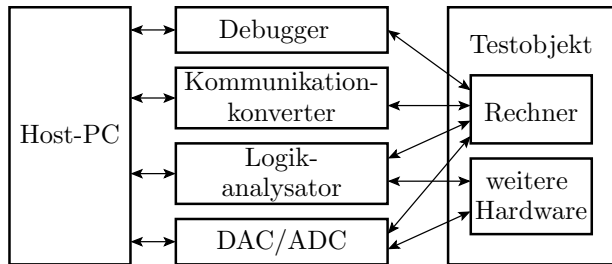 Host-PC
Debugger
Kommunikation-
konverter
Logik-
analysator
DAC/ADC
Testobjekt
Rechner
weitere
Hardware